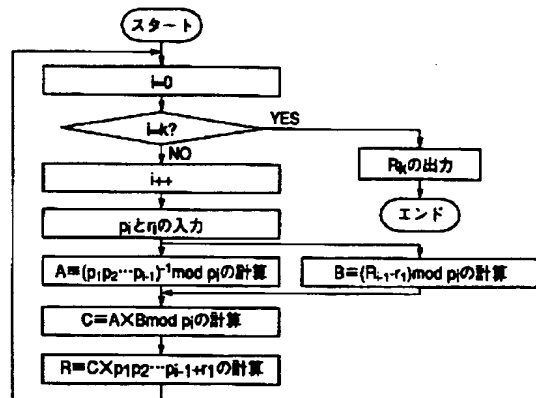 スタート
i=0
i=k?
YES
NO
Rkの出力
i++
エンド
piとriの入力
A≡(p1p2…pi-1)-1mod piの計算
B≡(Ri-1-r1)mod piの計算
C≡A×Bmod piの計算
R≡C×p1p2…pi-1+r1の計算